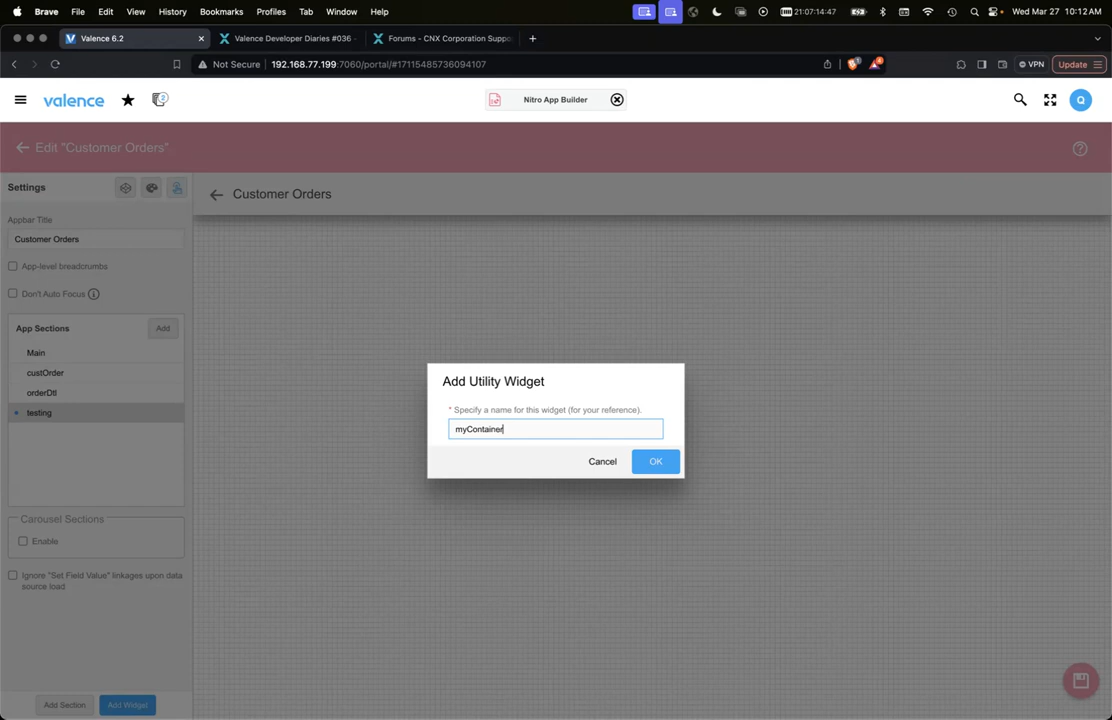 Brave File Edit View History Bookmarks Profiles Tab Window Help 21:07:14:47 Wed Mar 27 10:12 AM
Valence 6.2 Valence Developer Diaries #036 - Forums - CNX Corporation Suppo
Not Secure 192.168.77.199:7060/portal/#17115485736094107 VPN Update
valence Nitro App Builder Q
Edit "Customer Orders"
Settings
Customer Orders
Appbar Title
Customer Orders
App-level breadcrumbs
Don't Auto Focus
App Sections Add
Main
custOrder
orderDtl
testing
Add Utility Widget
* Specify a name for this widget (for your reference).
myContainer
Cancel OK
Carousel Sections
Enable
Ignore "Set Field Value" linkages upon data
source load
Add Section Add Widget